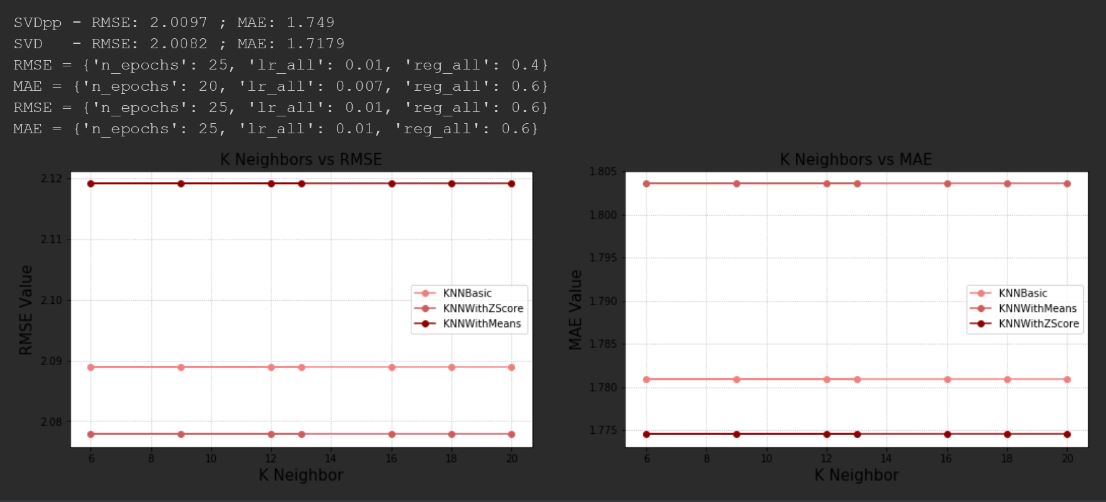 SVDpp - RMSE: 2.0097 ; MAE: 1.749
SVD   - RMSE: 2.0082 ; MAE: 1.7179
RMSE = {'n_epochs': 25, 'lr_all': 0.01, 'reg_all': 0.4}
MAE = {'n_epochs': 20, 'lr_all': 0.007, 'reg_all': 0.6}
RMSE = {'n_epochs': 25, 'lr_all': 0.01, 'reg_all': 0.6}
MAE = {'n_epochs': 25, 'lr_all': 0.01, 'reg_all': 0.6}
K Neighbors vs RMSE
RMSE Value
2.12
2.11
2.10
2.09
2.08
KNNBasic
KNNWithZScore
KNNWithMeans
6 8 10 12 14 16 18 20
K Neighbor
K Neighbors vs MAE
MAE Value
1.805
1.800
1.795
1.790
1.785
1.780
1.775
KNNBasic
KNNWithMeans
KNNWithZScore
6 8 10 12 14 16 18 20
K Neighbor